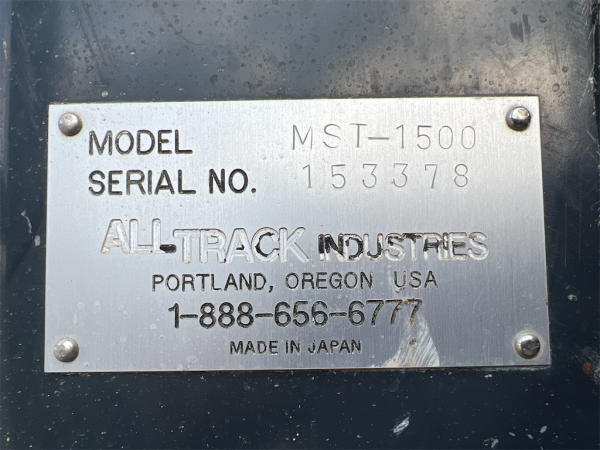 MODEL MST-1500
SERIAL NO. 153378
ALL-TRACK INDUSTRIES
PORTLAND, OREGON USA
1-888-656-6777
MADE IN JAPAN